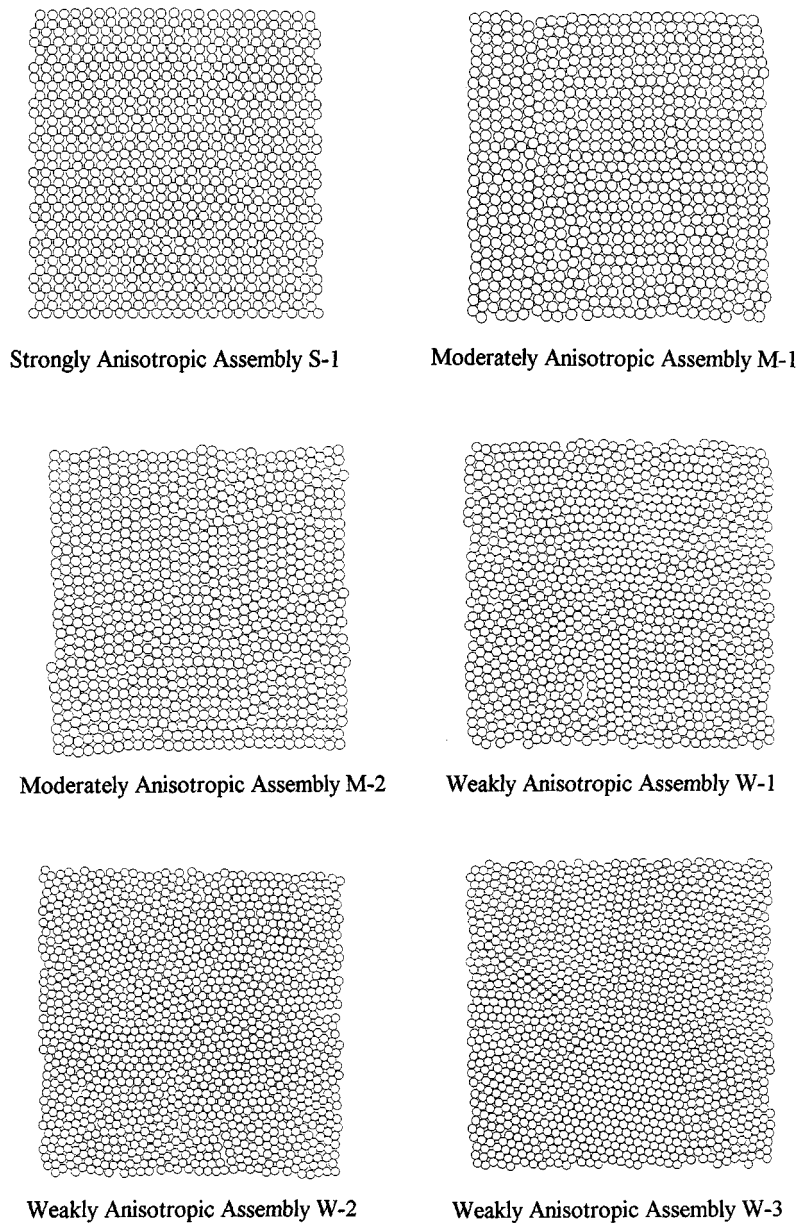 Strongly Anisotropic Assembly S-1
Moderately Anisotropic Assembly M-1
Moderately Anisotropic Assembly M-2
Weakly Anisotropic Assembly W-1
Weakly Anisotropic Assembly W-2
Weakly Anisotropic Assembly W-3